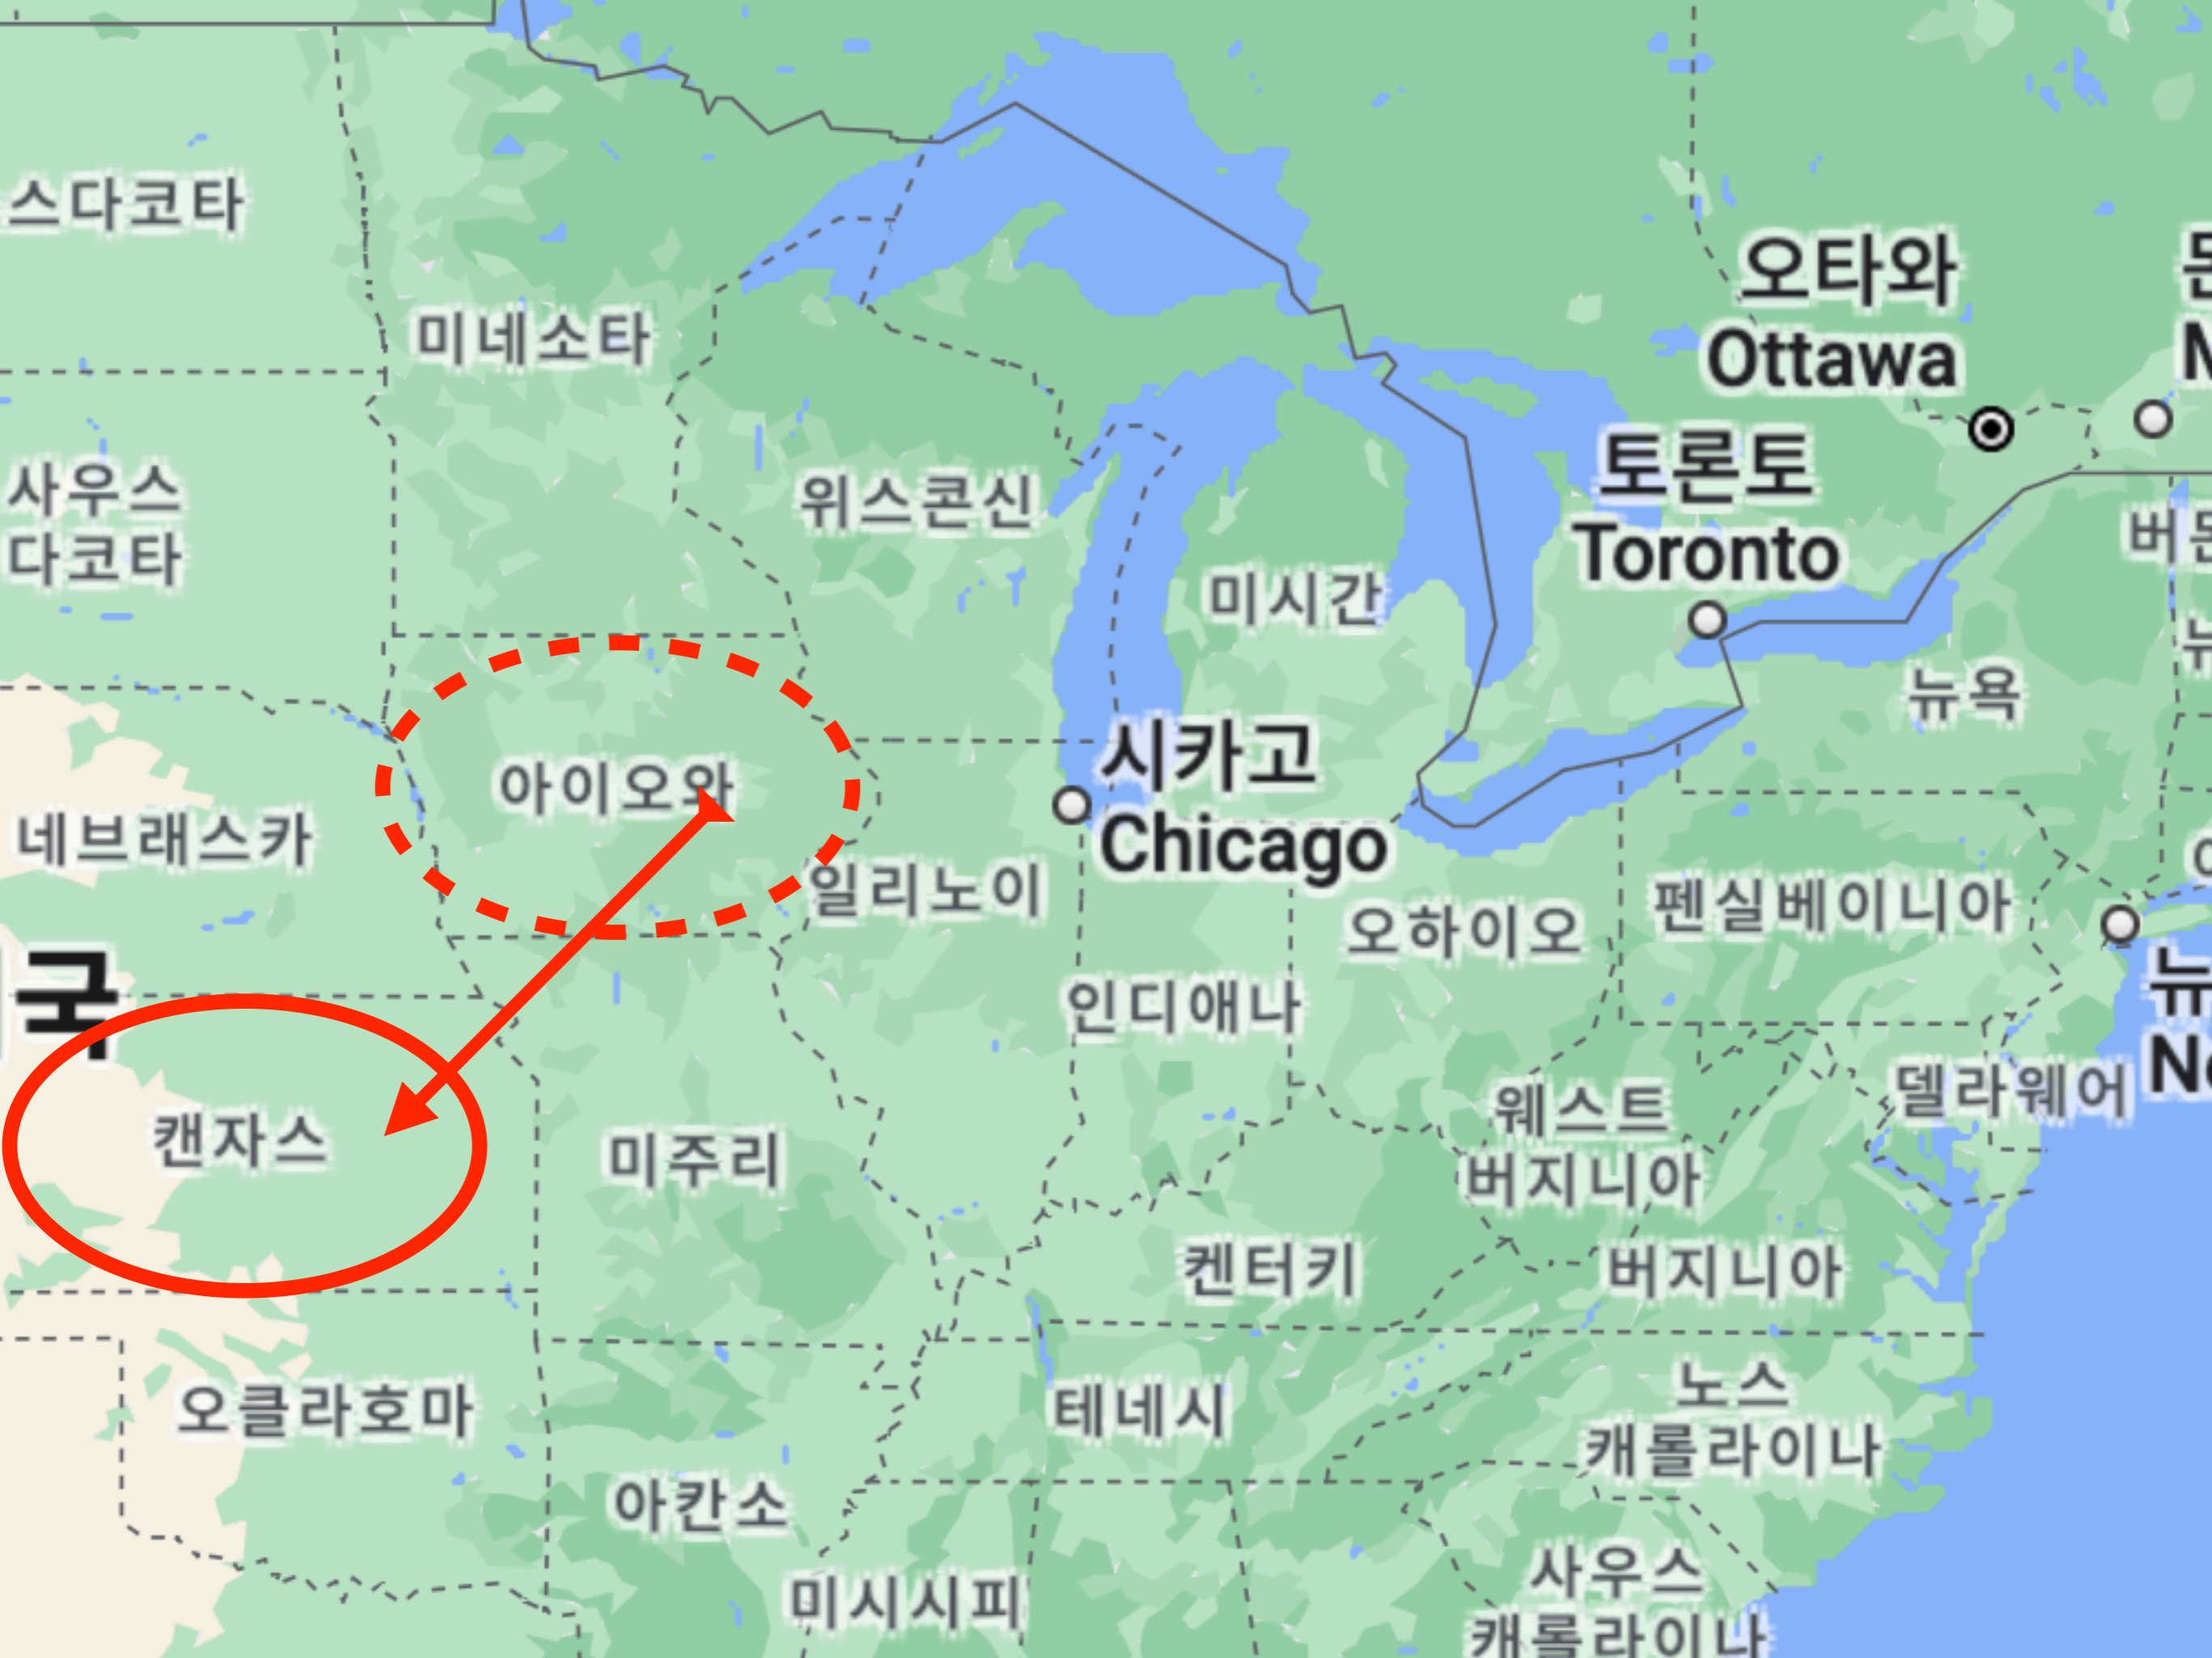 스다코타
미네소타
오타와
Ottawa
사우스
다코타
위스콘신
토론토
Toronto
미시간
뉴욕
아이오와
시카고
Chicago
네브래스카
일리노이
오하이오
펜실베이니아
국
인디애나
뉴
캔자스
미주리
웨스트
버지니아
델라웨어
켄터키
버지니아
오클라호마
테네시
노스
캐롤라이나
아칸소
미시시피
사우스
캐롤라이나